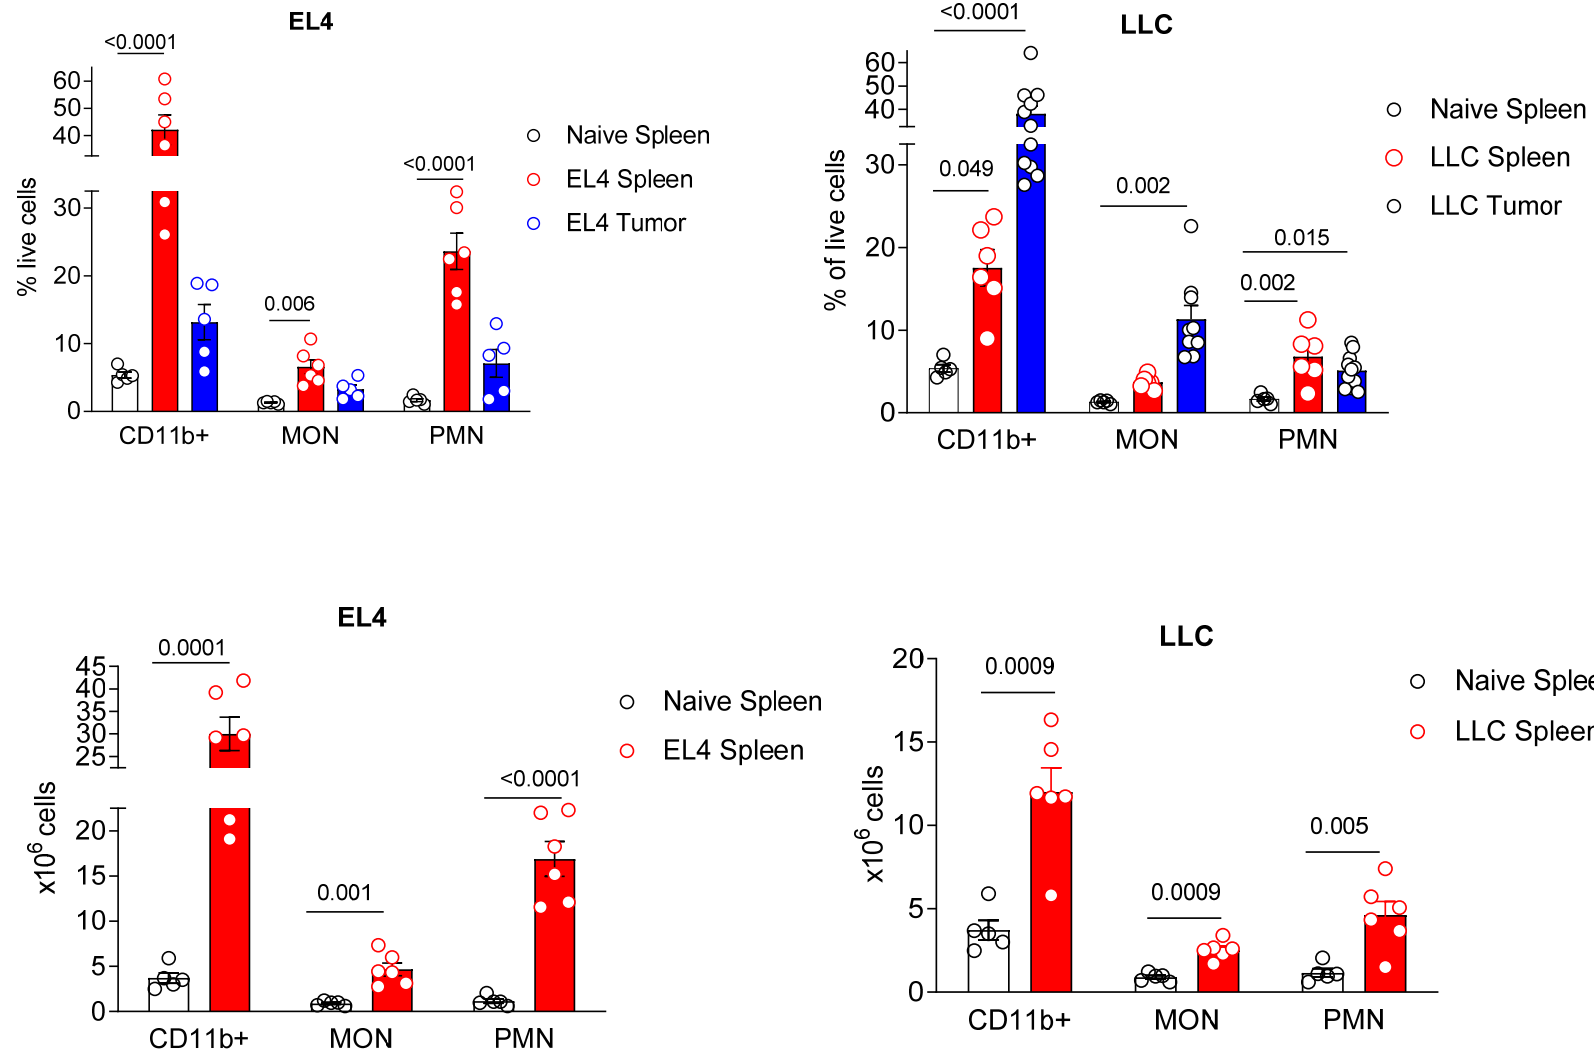 EL4
<0.0001
60
50
40
30
20
10
0
% live cells
<0.0001
0.006
CD11b+
MON
PMN
Naive Spleen
EL4 Spleen
EL4 Tumor
LLC
<0.0001
60
50
40
30
20
10
0
% of live cells
0.049
0.002
0.015
0.002
CD11b+
MON
PMN
Naive Spleen
LLC Spleen
LLC Tumor
EL4
0.0001
45
40
35
30
25
20
15
10
5
0
x10⁶ cells
<0.0001
0.001
CD11b+
MON
PMN
Naive Spleen
EL4 Spleen
LLC
20
15
10
5
0
x10⁶ cells
0.0009
0.0009
0.005
CD11b+
MON
PMN
Naive Splee
LLC Spleen